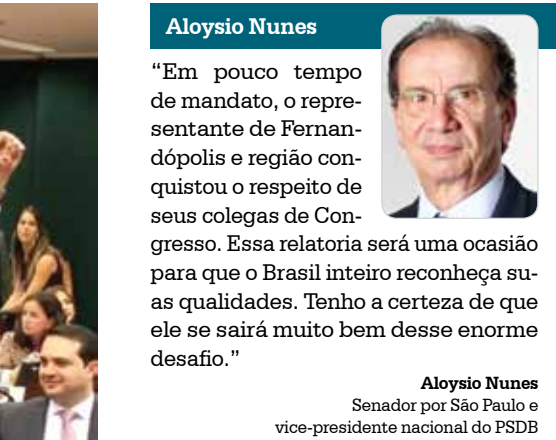 Aloysio Nunes
“Em pouco tempo
de mandato, o repre-
sentante de Fernan-
dópolis e região con-
quistou o respeito de
seus colegas de Con-
gresso. Essa relatoria será uma ocasião
para que o Brasil inteiro reconheça su-
as qualidades. Tenho a certeza de que
ele se sairá muito bem desse enorme
desafio.”
Aloysio Nunes
Senador por São Paulo e
vice-presidente nacional do PSDB